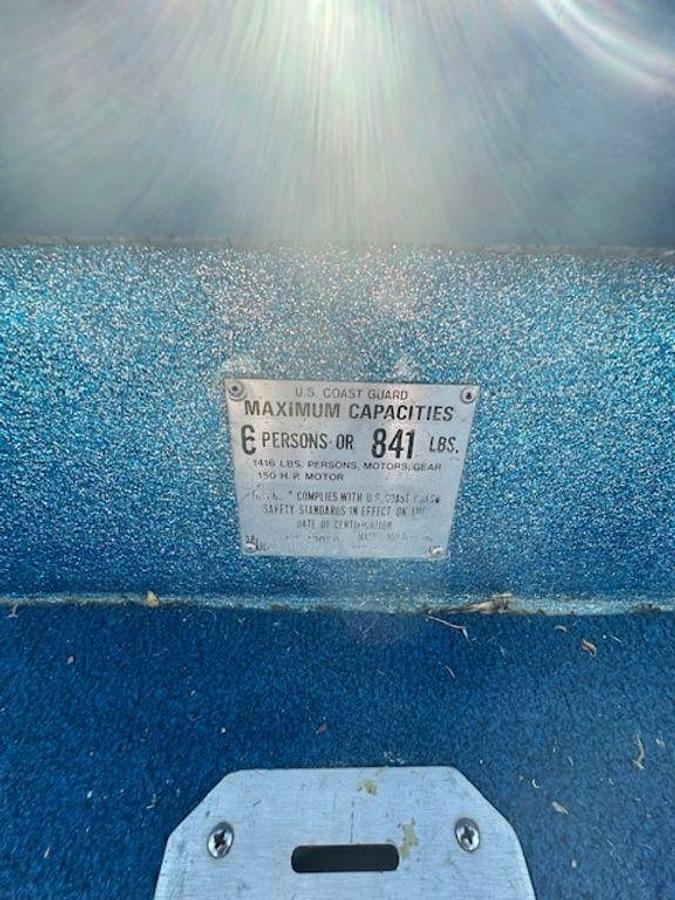 U.S. COAST GUARD
MAXIMUM CAPACITIES
6 PERSONS OR 841 LBS.
1416 LBS. PERSONS, MOTORS, GEAR
150 H.P. MOTOR
COMPLIES WITH U.S. COAST GUARD
SAFETY STANDARDS IN EFFECT ON THE
DATE OF CERTIFICATION